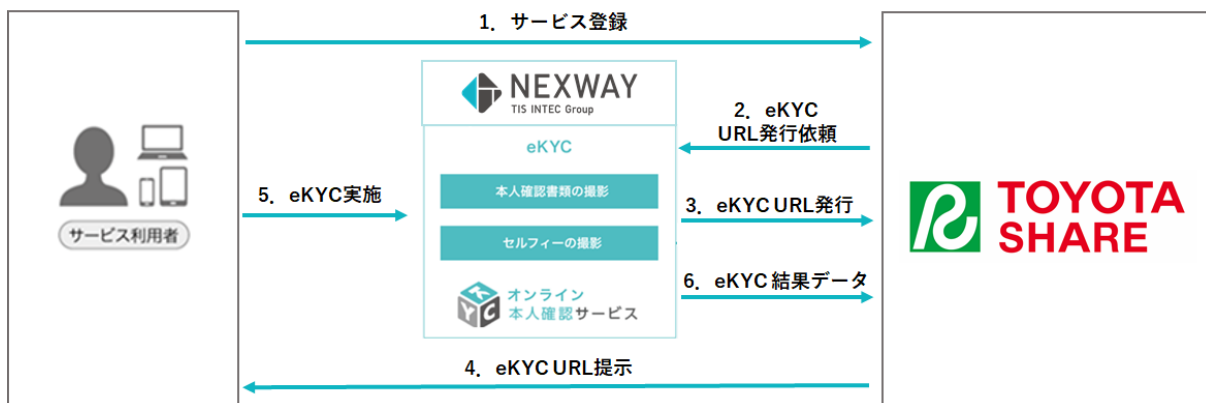 1. サービス登録
NEXWAY
TIS INTEC Group
2. eKYC
URL発行依頼
eKYC
本人確認書類の撮影
5. eKYC実施
3. eKYC URL発行
サービス利用者
セルフィーの撮影
TOYOTA
SHARE
6. eKYC 結果データ
KYC
オンライン
本人確認サービス
4. eKYC URL提示